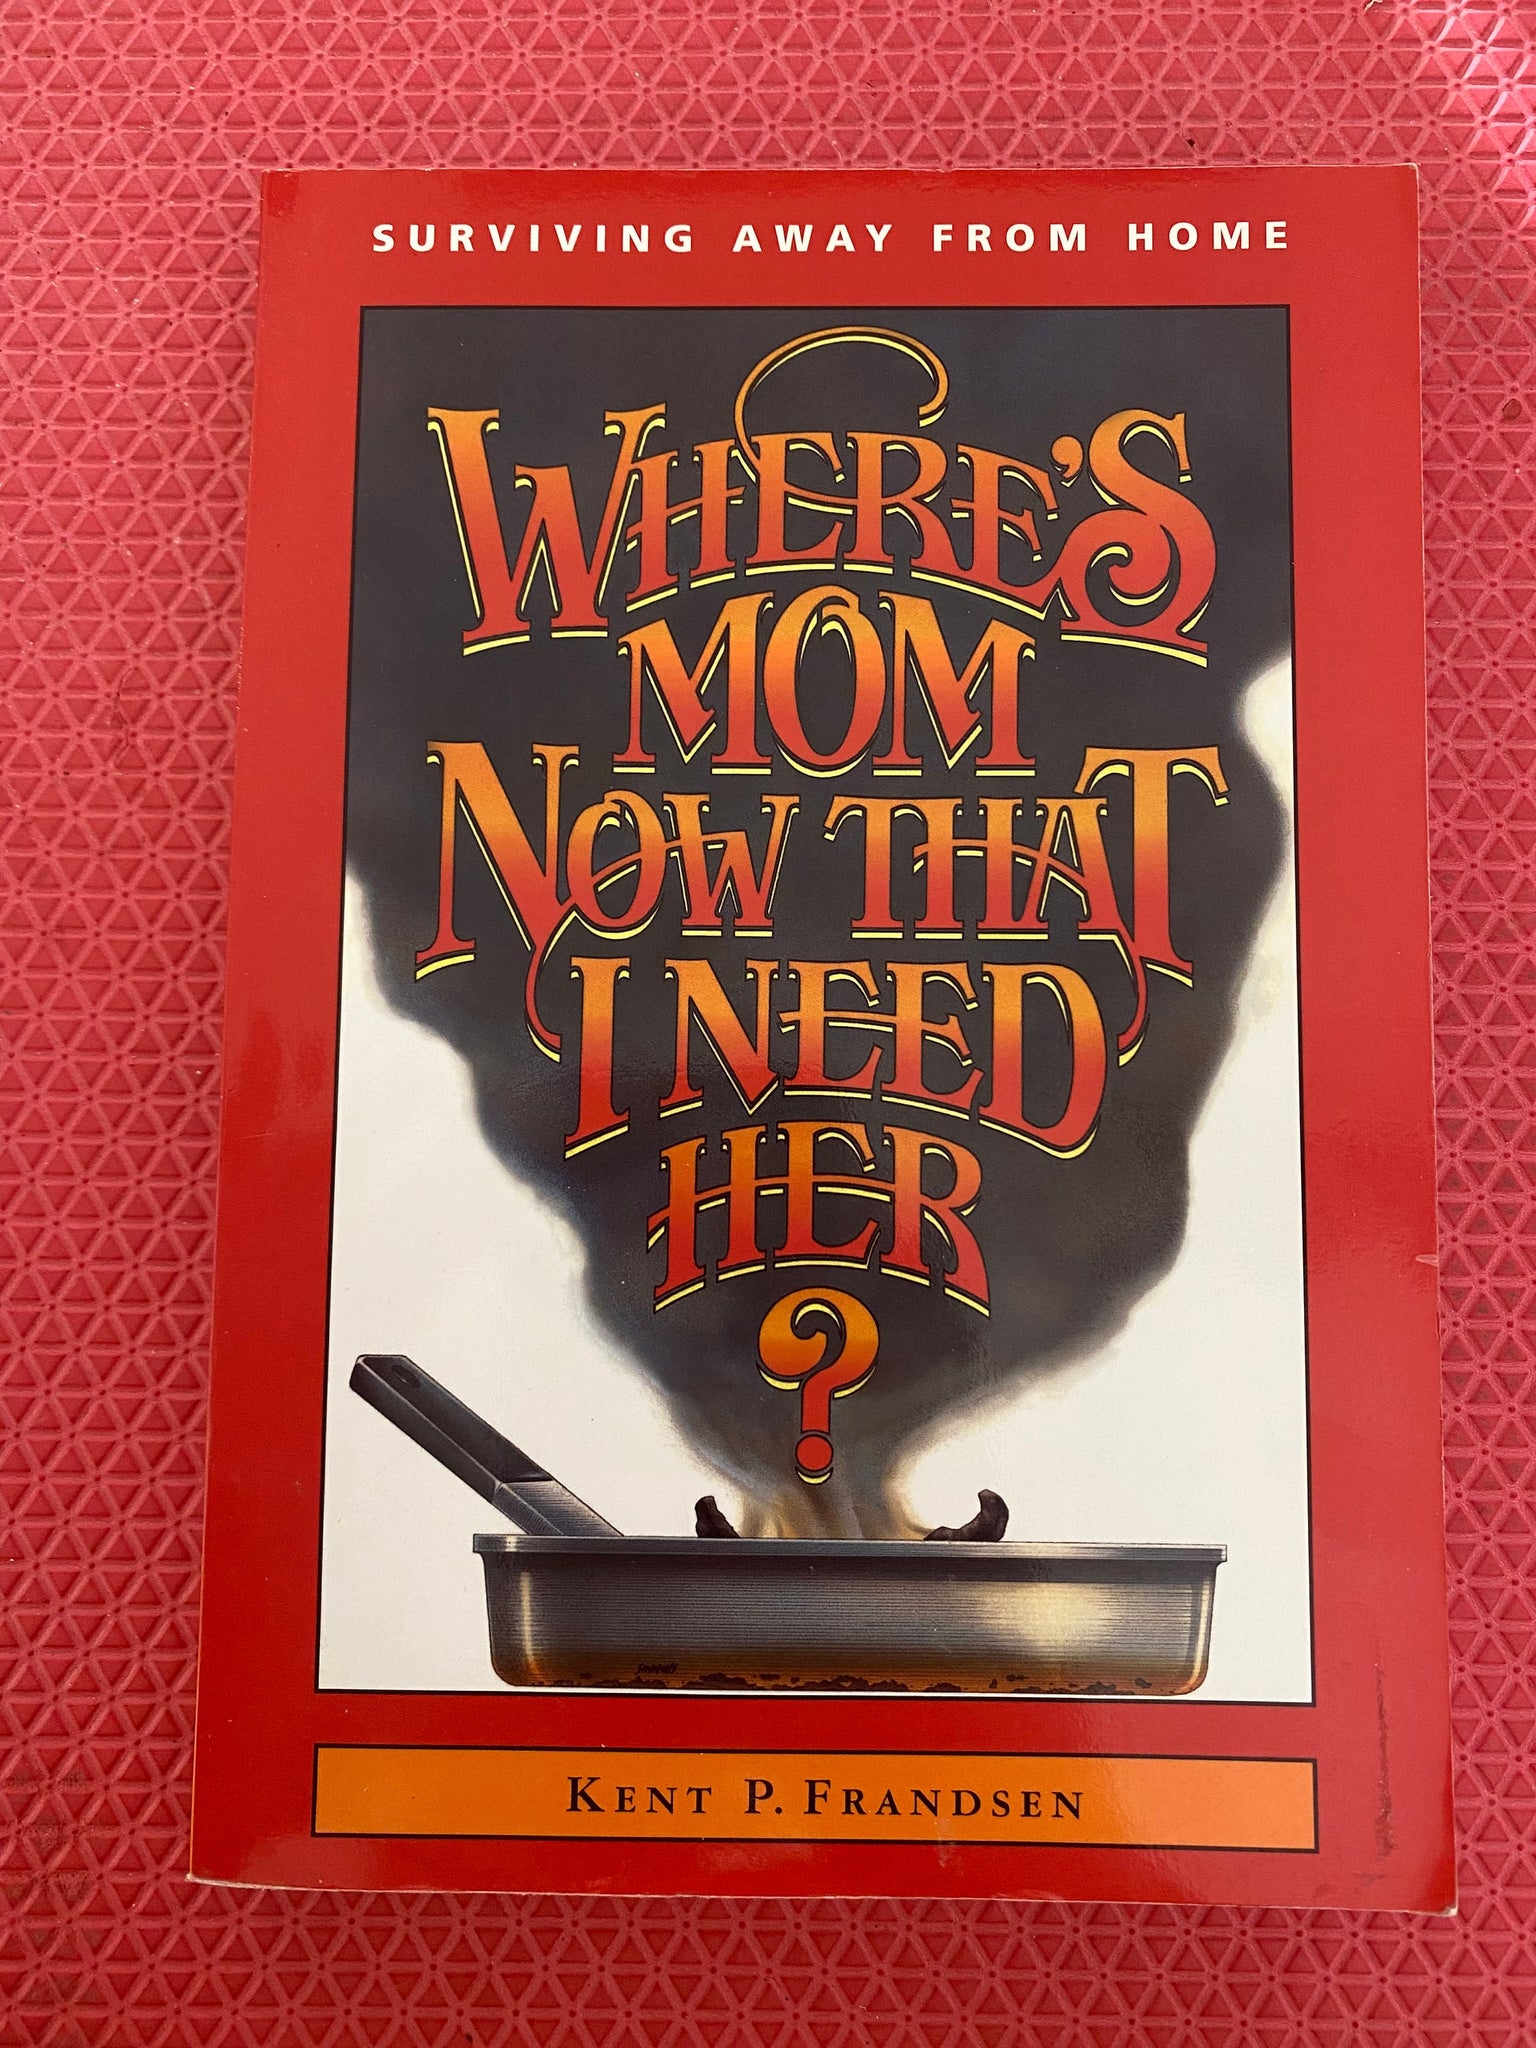 SURVIVING AWAY FROM HOME
WHERE'S
MOM
NOW THAT
I NEED
HER
?
KENT P. FRANDSEN